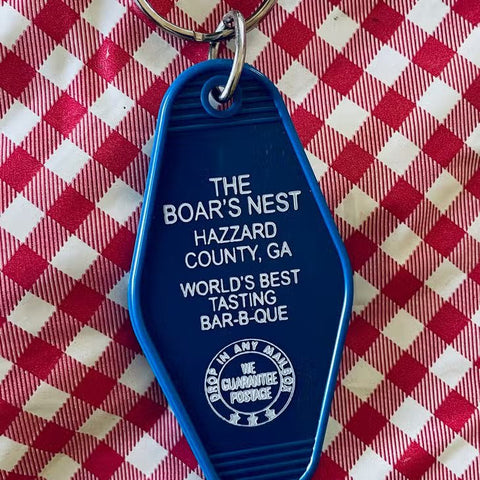 THE
BOAR'S NEST
HAZZARD
COUNTY, GA
WORLD'S BEST
TASTING
BAR-B-QUE
DROP IN ANY MAILBOX
WE
GUARANTEE
POSTAGE